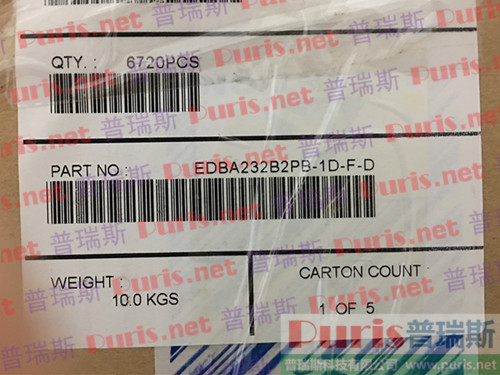 QTY. : 6720PCS
PART NO : EDBA232B2PB-1D-F-D
WEIGHT :
10.0 KGS
CARTON COUNT :
1 OF 5
Puris.net 普瑞斯
Puris普瑞斯
普瑞斯科技有限公司 www.puris.net